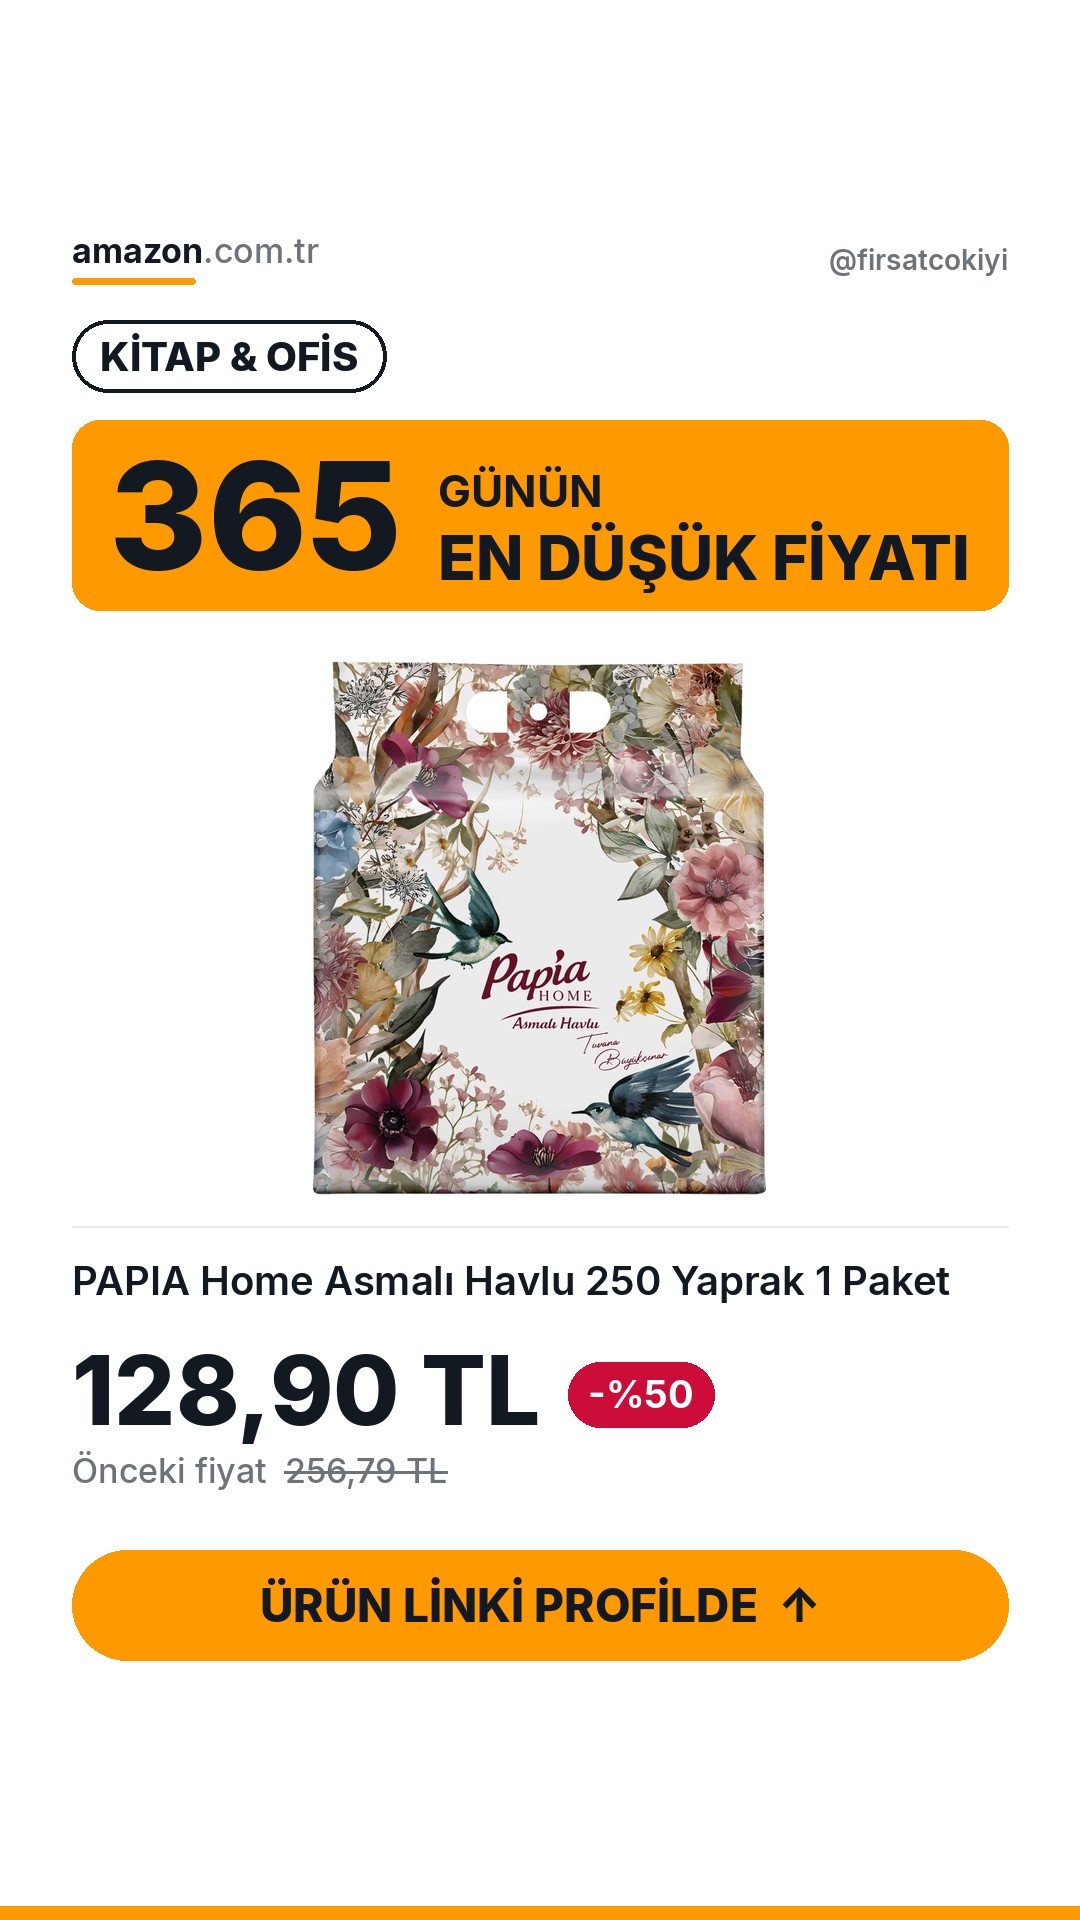 amazon.com.tr
@firsatcokiyi
KİTAP & OFİS
365 GÜNÜN
EN DÜŞÜK FİYATI
Papia
HOME
Asmalı Havlu
Tuvana
Büyükçınar
PAPIA Home Asmalı Havlu 250 Yaprak 1 Paket
128,90 TL -%50
Önceki fiyat 256,79 TL
ÜRÜN LİNKİ PROFİLDE ↑